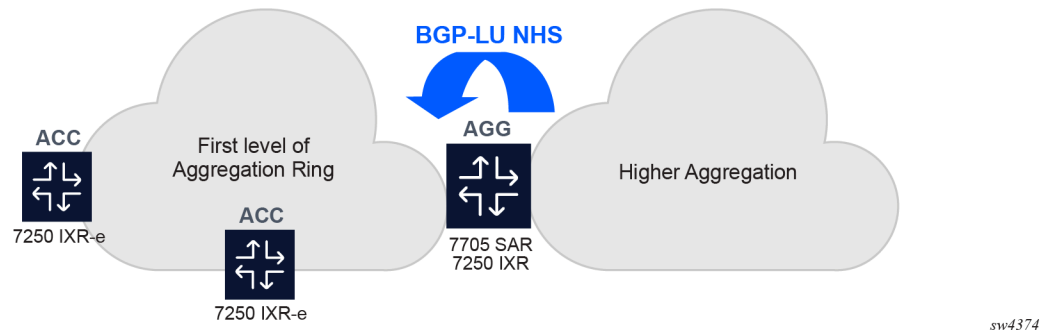 BGP-LU NHS
ACC
First level of
Aggregation Ring
AGG
Higher Aggregation
7250 IXR-e
ACC
7705 SAR
7250 IXR
7250 IXR-e
sw4374